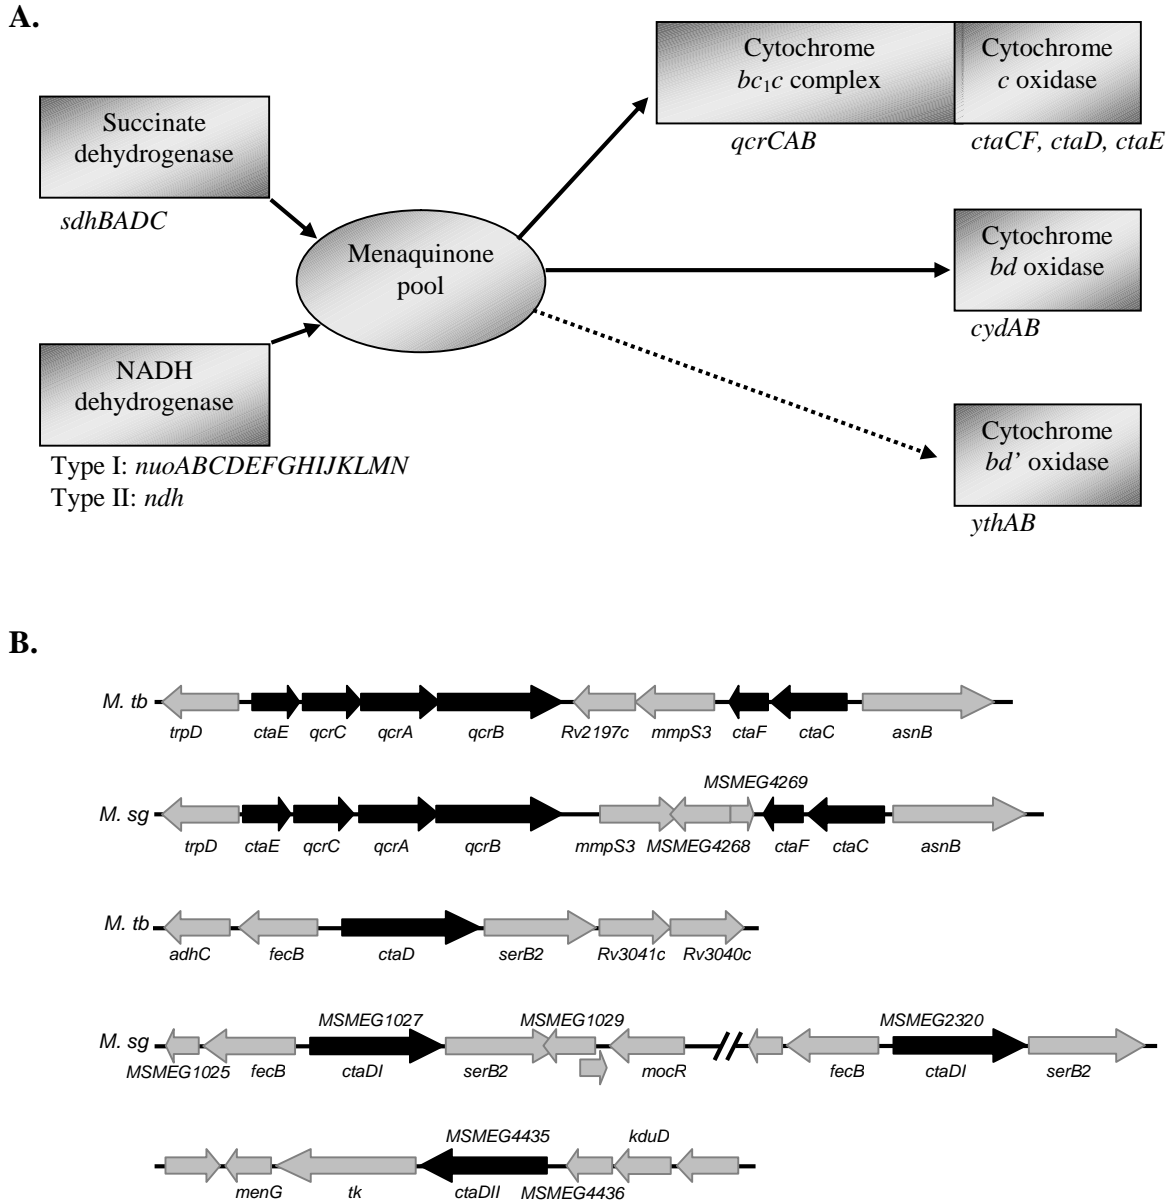 A.
Cytochrome
bc1c complex
Cytochrome
c oxidase
qcrCAB
ctaCF, ctaD, ctaE
Succinate
dehydrogenase
sdhBADC
Menaquinone
pool
Cytochrome
bd oxidase
cydAB
NADH
dehydrogenase
Type I: nuoABCDEFGHIJKLMN
Type II: ndh
Cytochrome
bd’ oxidase
ythAB
B.
M. tb
trpD ctaE qcrC qcrA qcrB Rv2197c mmpS3 ctaF ctaC asnB
MSMEG4269
M. sg
trpD ctaE qcrC qcrA qcrB mmpS3 MSMEG4268 ctaF ctaC asnB
M. tb
adhC fecB ctaD serB2 Rv3041c Rv3040c
MSMEG1027 MSMEG1029 MSMEG2320
M. sg
MSMEG1025 fecB ctaDI serB2 mocR fecB ctaDI serB2
MSMEG4435 kduD
menG tk ctaDII MSMEG4436